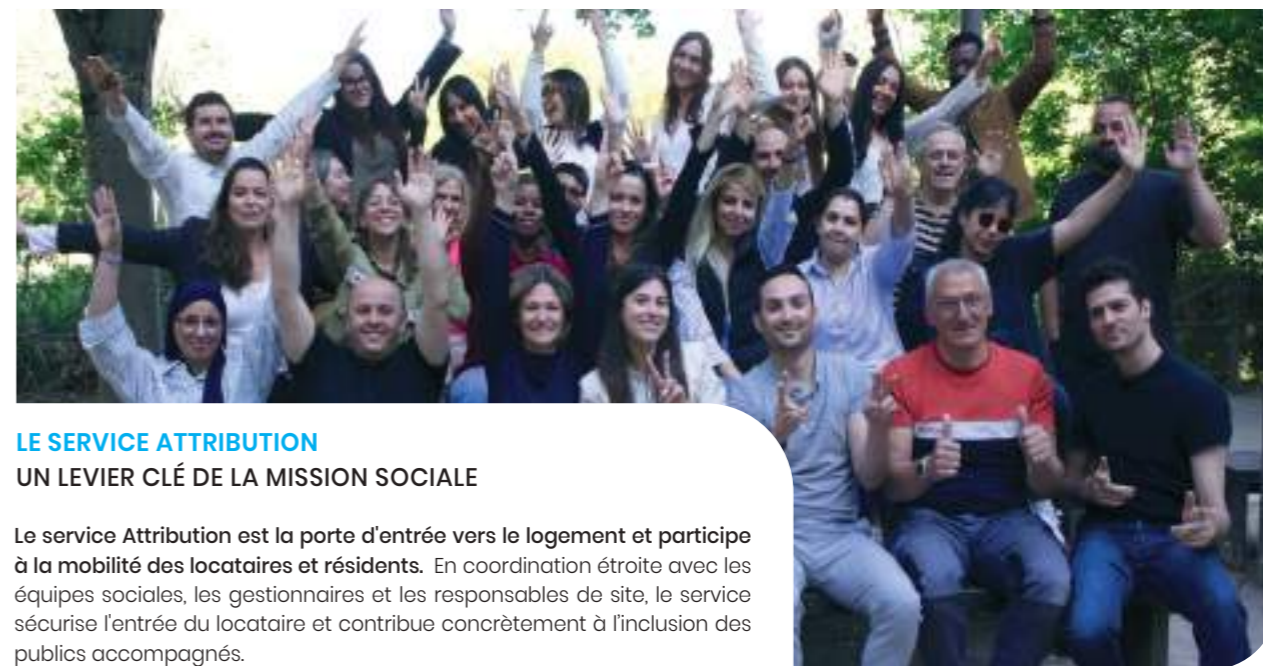 LE SERVICE ATTRIBUTION
UN LEVIER CLÉ DE LA MISSION SOCIALE
Le service Attribution est la porte d'entrée vers le logement et participe
à la mobilité des locataires et résidents. En coordination étroite avec les
équipes sociales, les gestionnaires et les responsables de site, le service
sécurise l'entrée du locataire et contribue concrètement à l'inclusion des
publics accompagnés.